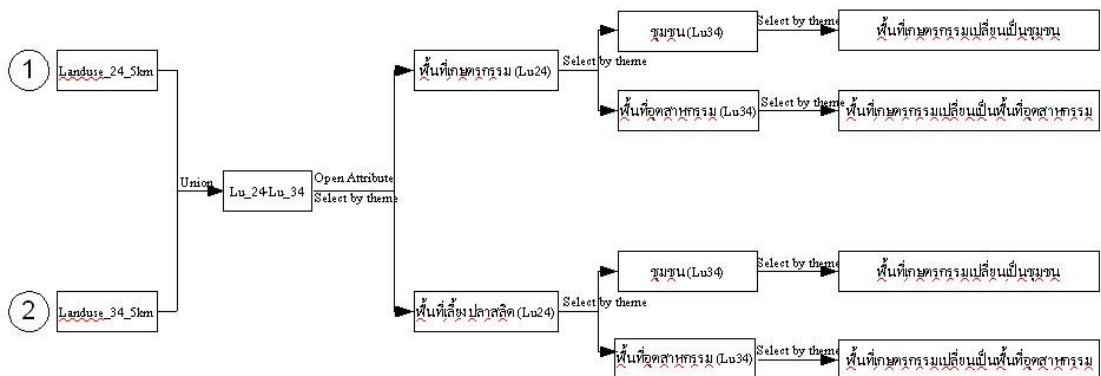 1
Landuse_24_5km
Union
Lu_24-Lu_34
Open Attribute
Select by theme
พื้นที่เกษตรกรรม (Lu24)
Select by theme
ชุมชน (Lu34)
Select by theme
พื้นที่เกษตรกรรมเปลี่ยนเป็นชุมชน
พื้นที่อุตสาหกรรม (Lu34)
Select by theme
พื้นที่เกษตรกรรมเปลี่ยนเป็นพื้นที่อุตสาหกรรม
2
Landuse_34_5km
พื้นที่เลี้ยงปลาสลิด (Lu24)
Select by theme
ชุมชน (Lu34)
Select by theme
พื้นที่เกษตรกรรมเปลี่ยนเป็นชุมชน
พื้นที่อุตสาหกรรม (Lu34)
Select by theme
พื้นที่เกษตรกรรมเปลี่ยนเป็นพื้นที่อุตสาหกรรม